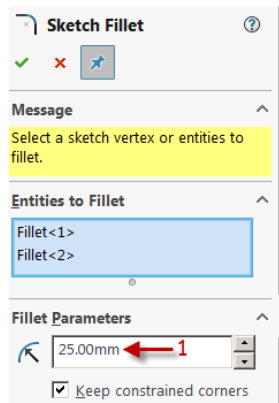 Sketch Fillet
Message
Select a sketch vertex or entities to
fillet.
Entities to Fillet
Fillet<1>
Fillet<2>
Fillet Parameters
25.00mm 1
Keep constrained corners